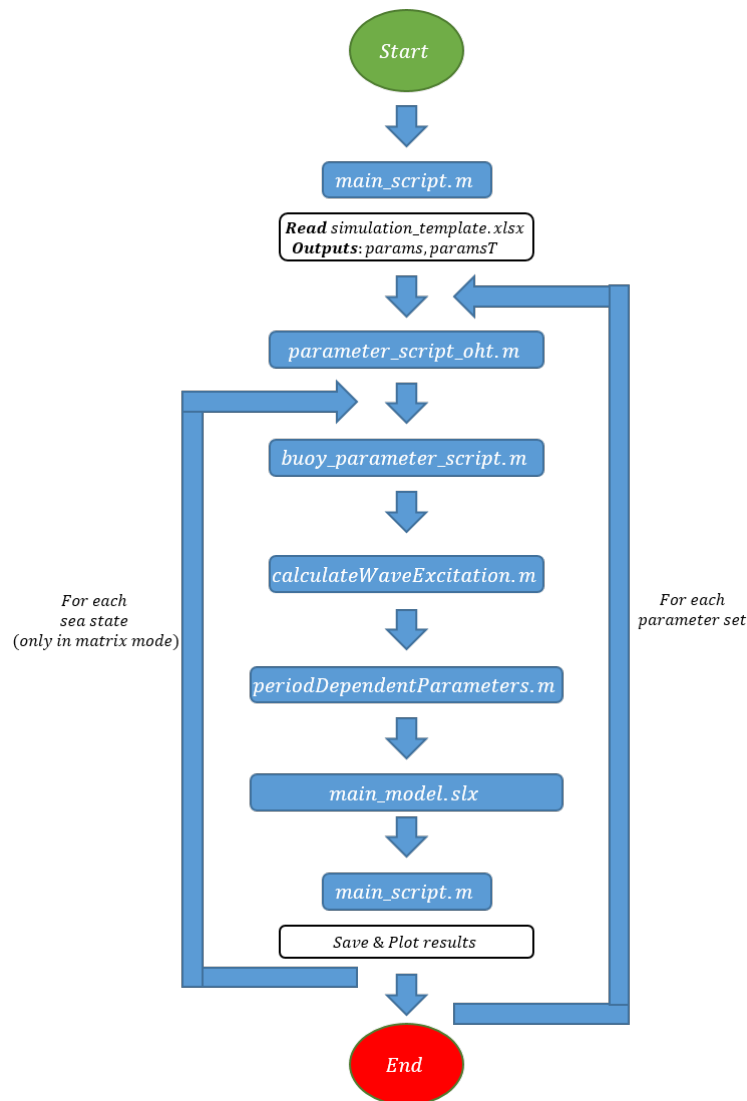 Start
main_script.m
Read simulation_template.xlsx
Outputs: params, paramsT
parameter_script_oht.m
buoy_parameter_script.m
calculateWaveExcitation.m
For each
sea state
(only in matrix mode)
For each
parameter set
periodDependentParameters.m
main_model.slx
main_script.m
Save & Plot results
End